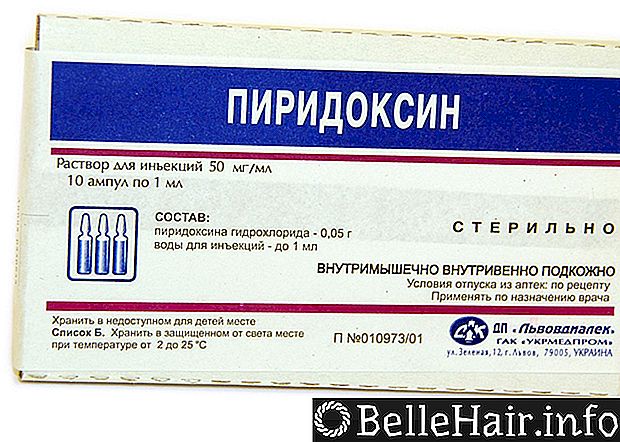 ПИРИДОКСИН
Раствор для инъекций 50 мг/мл
10 ампул по 1 мл
СОСТАВ:
пиридоксина гидрохлорида - 0,05 г
воды для инъекций - до 1 мл
СТЕРИЛЬНО
ВНУТРИМЫШЕЧНО ВНУТРИВЕННО ПОДКОЖНО
Условия отпуска из аптек: по рецепту
Применять по назначению врача
Хранить в недоступном для детей месте
Список Б. Хранить в защищенном от света месте
при температуре от 2 до 25 °С
П №010973/01
ДП «Львовдиалек»
ГАК «УКРМЕДПРОМ»
ул.Зеленая,12, г.Львов, 79005, УКРАИНА
BelleHair.info